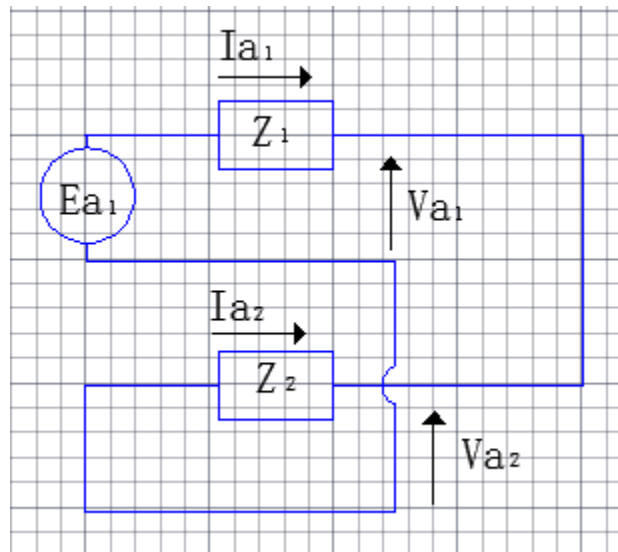 Ia₁
Z₁
Ea₁
Va₁
Ia₂
Z₂
Va₂